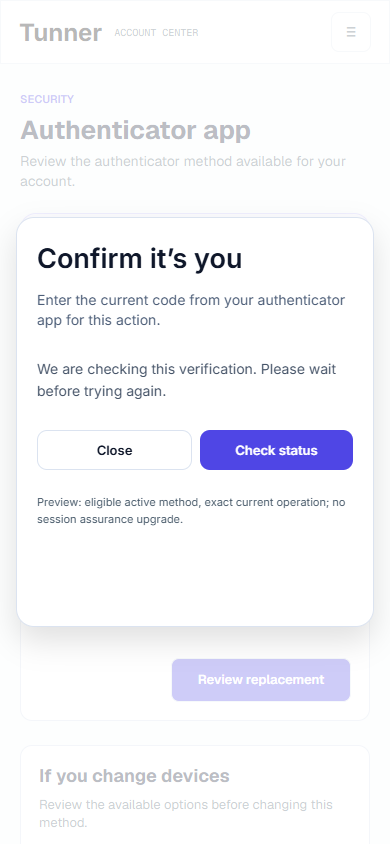 Tunner ACCOUNT CENTER
SECURITY
Authenticator app
Review the authenticator method available for your
account.
Confirm it’s you
Enter the current code from your authenticator
app for this action.
We are checking this verification. Please wait
before trying again.
Close Check status
Preview: eligible active method, exact current operation; no
session assurance upgrade.
Review replacement
If you change devices
Review the available options before changing this
method.